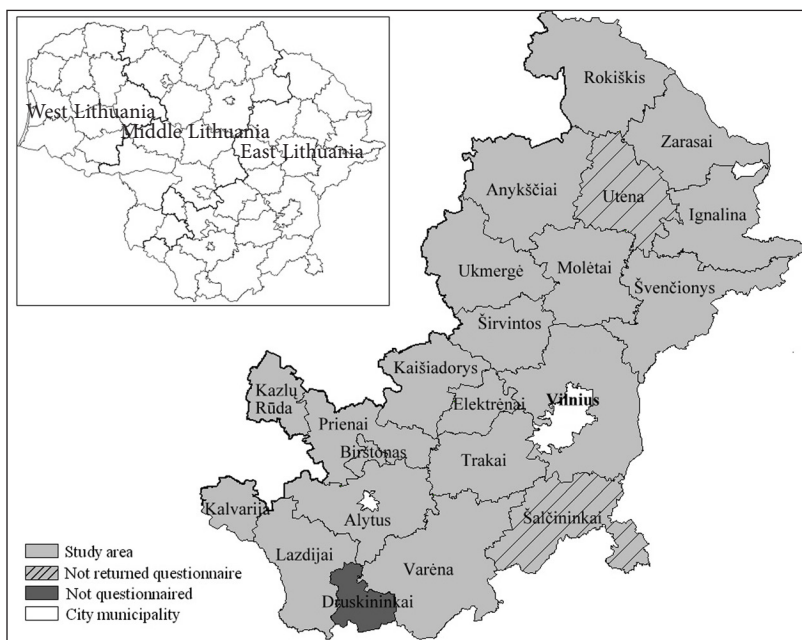 West Lithuania
Middle Lithuania
East Lithuania
Rokiškis
Zarasai
Anykščiai
Utena
Ignalina
Ukmergė
Molėtai
Švenčionys
Širvintos
Kaišiadorys
Kazlų
Rūda
Elektrėnai
Vilnius
Prienai
Birštonas
Trakai
Kalvarija
Alytus
Šalčininkai
Lazdijai
Varėna
Druskininkai
Study area
Not returned questionnaire
Not questionnaired
City municipality